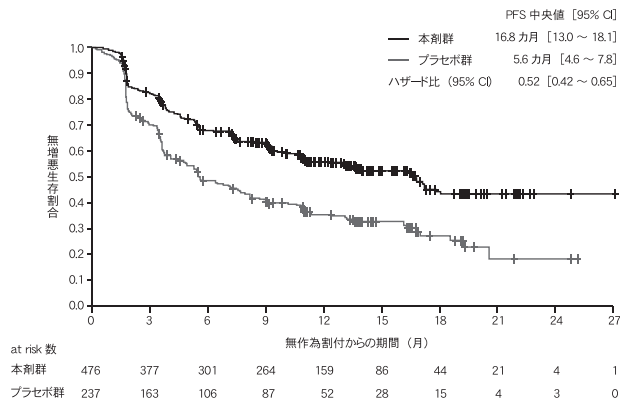 PFS 中央値 [95% CI]
本剤群 16.8 カ月 [13.0 ~ 18.1]
プラセボ群 5.6 カ月 [4.6 ~ 7.8]
ハザード比 (95% CI) 0.52 [0.42 ~ 0.65]
1.0
0.9
0.8
0.7
0.6
0.5
0.4
0.3
0.2
0.1
0.0
無増悪生存割合
0 3 6 9 12 15 18 21 24 27
無作為割付からの期間 (月)
at risk 数
本剤群 476 377 301 264 159 86 44 21 4 1
プラセボ群 237 163 106 87 52 28 15 4 3 0